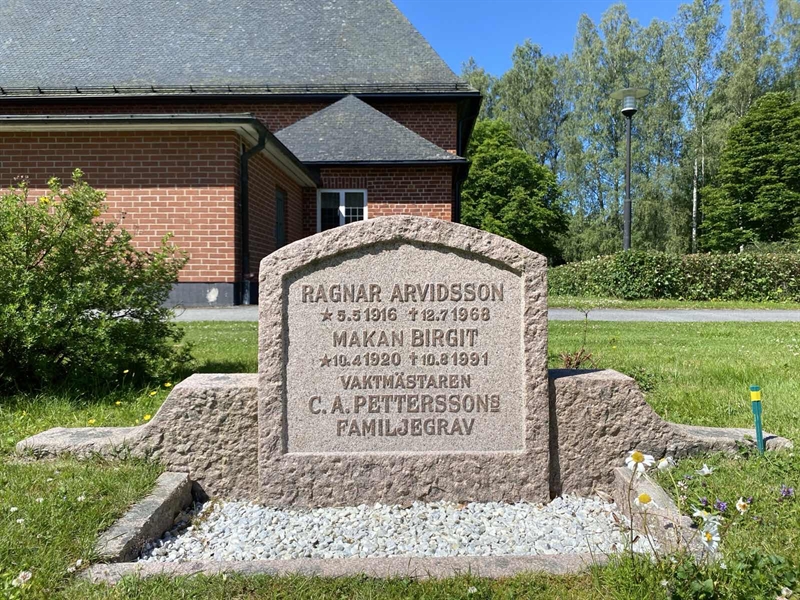 RAGNAR ARVIDSSON
* 5.5 1916 † 12.7 1968
MAKAN BIRGIT
* 10.4 1920 † 10.8 1991
VAKTMÄSTAREN
C. A. PETTERSSONS
FAMILJEGRAV